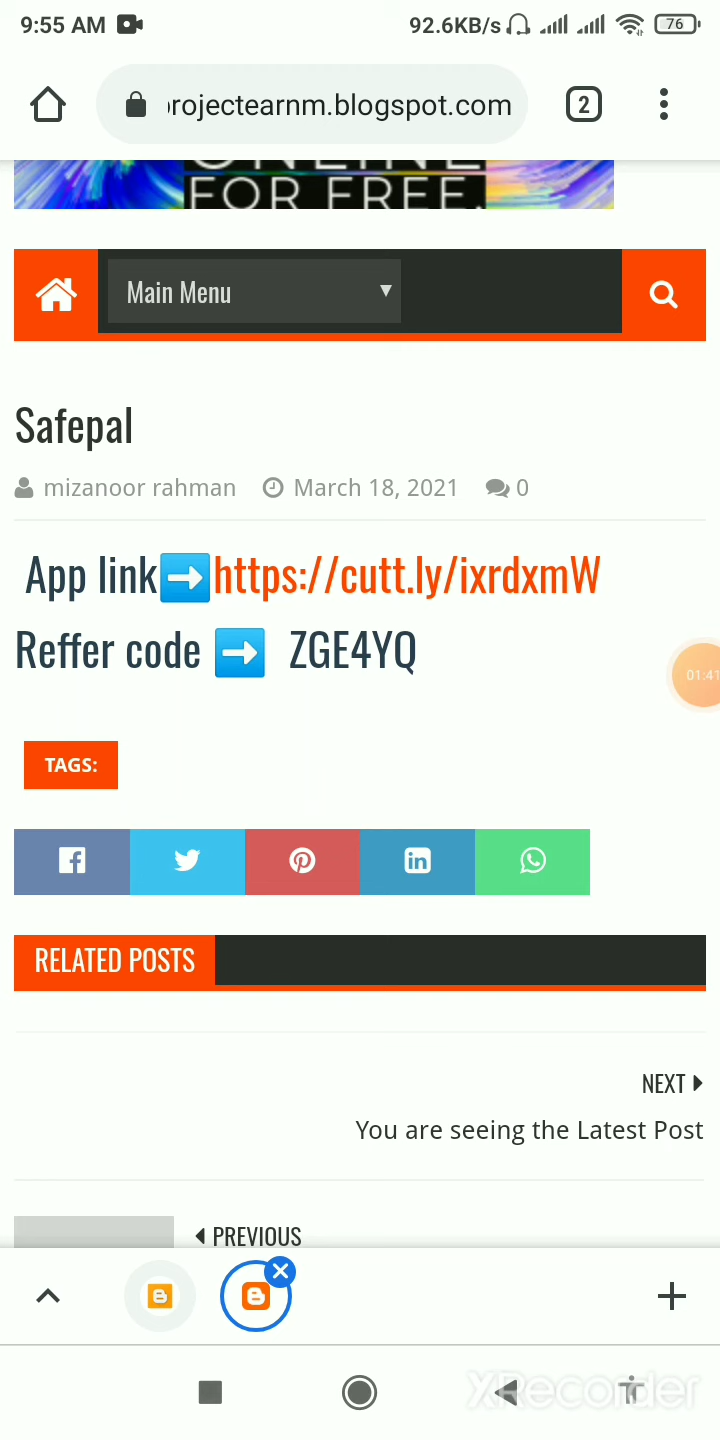 9:55 AM 92.6KB/s 76
rojectearnm.blogspot.com 2
ONLINE
FOR FREE.
Main Menu
Safepal
mizanoor rahman March 18, 2021 0
App link➡️https://cutt.ly/ixrdxmW
Reffer code ➡️ ZGE4YQ
01:41
TAGS:
RELATED POSTS
NEXT
You are seeing the Latest Post
PREVIOUS
XRecorder